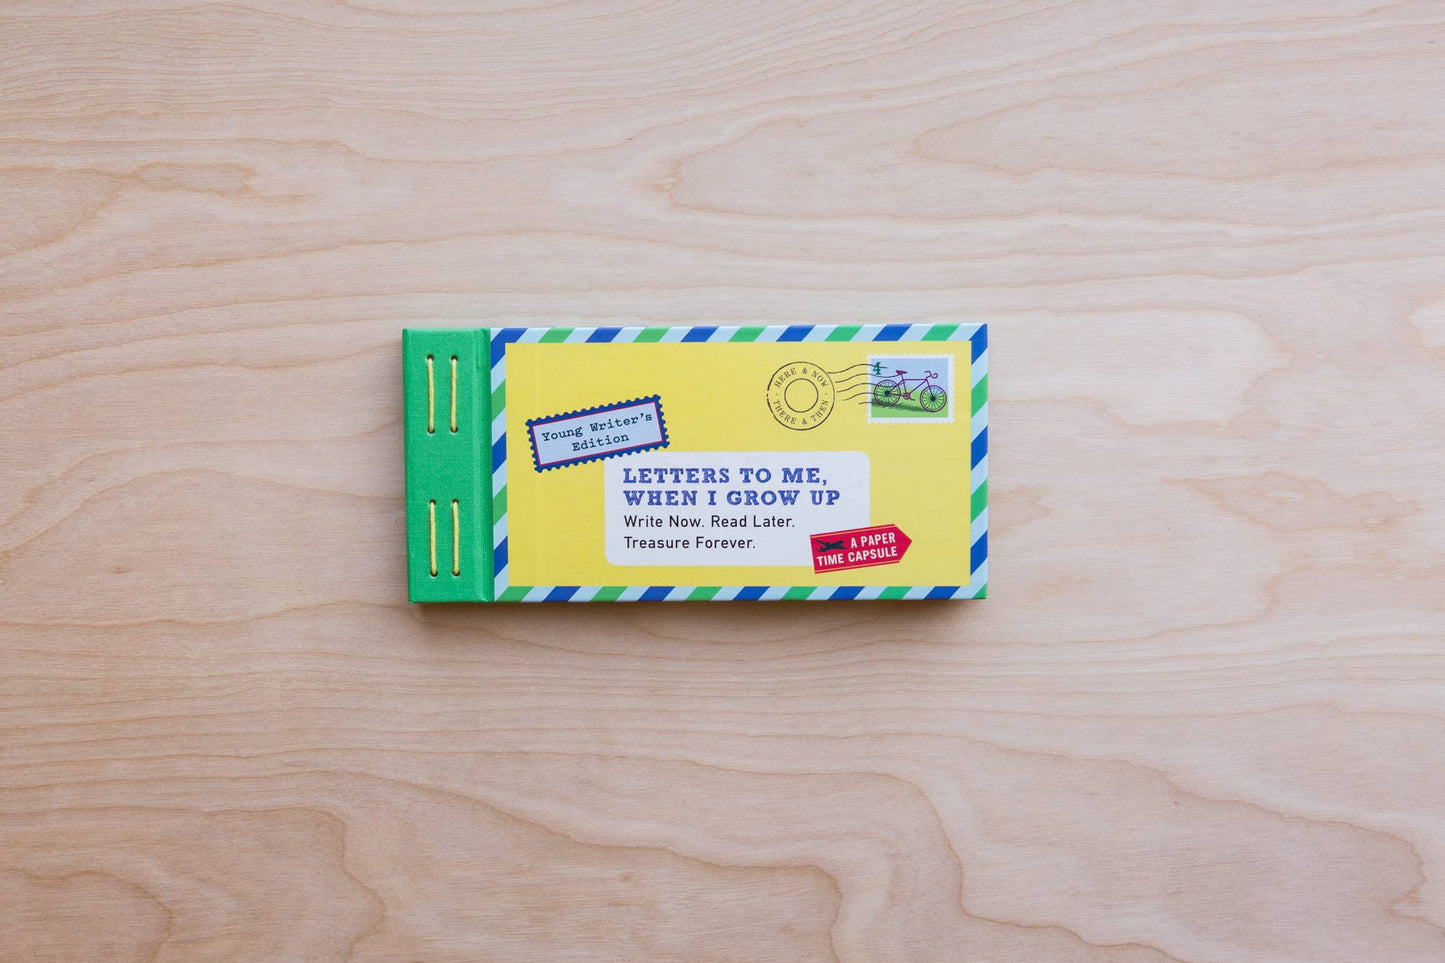 HERE & NOW
THERE & THEN
4
Young Writer's
Edition
LETTERS TO ME,
WHEN I GROW UP
Write Now. Read Later.
Treasure Forever.
A PAPER
TIME CAPSULE